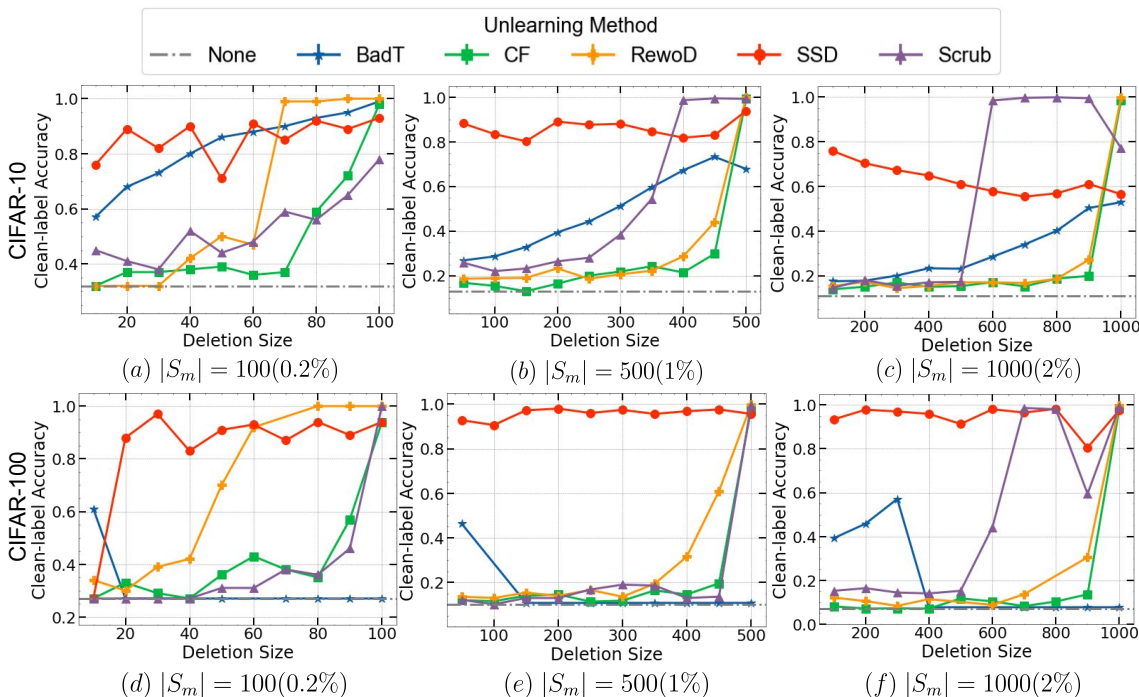 Unlearning Method
None BadT CF RewoD SSD Scrub
CIFAR-10
Clean-label Accuracy
1.0
0.8
0.6
0.4
20 40 60 80 100
Deletion Size
(a) |S_m| = 100(0.2%)
Clean-label Accuracy
1.0
0.8
0.6
0.4
0.2
0.0
100 200 300 400 500
Deletion Size
(b) |S_m| = 500(1%)
Clean-label Accuracy
1.0
0.8
0.6
0.4
0.2
200 400 600 800 1000
Deletion Size
(c) |S_m| = 1000(2%)
CIFAR-100
Clean-label Accuracy
1.0
0.8
0.6
0.4
0.2
20 40 60 80 100
Deletion Size
(d) |S_m| = 100(0.2%)
Clean-label Accuracy
1.0
0.8
0.6
0.4
0.2
100 200 300 400 500
Deletion Size
(e) |S_m| = 500(1%)
Clean-label Accuracy
1.0
0.8
0.6
0.4
0.2
0.0
200 400 600 800 1000
Deletion Size
(f) |S_m| = 1000(2%)